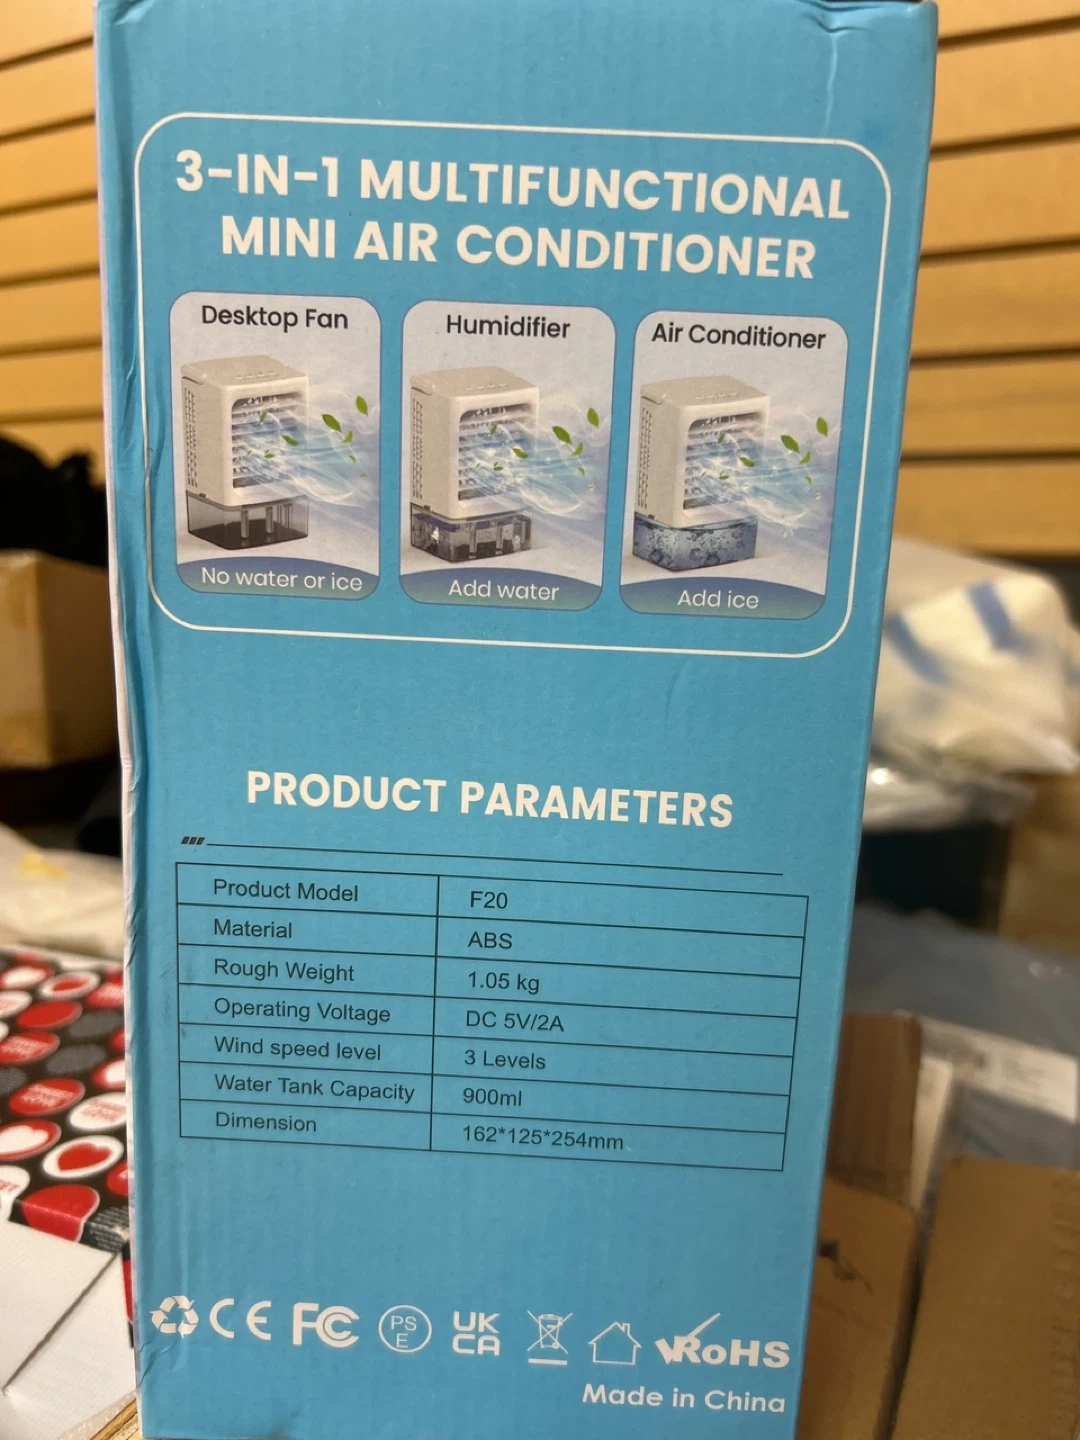 3-IN-1 MULTIFUNCTIONAL
MINI AIR CONDITIONER
Desktop Fan
No water or ice
Humidifier
Add water
Air Conditioner
Add ice
PRODUCT PARAMETERS
Product Model F20
Material ABS
Rough Weight 1.05 kg
Operating Voltage DC 5V/2A
Wind speed level 3 Levels
Water Tank Capacity 900ml
Dimension 162*125*254mm
CE FC PS E UK CA RoHS
Made in China